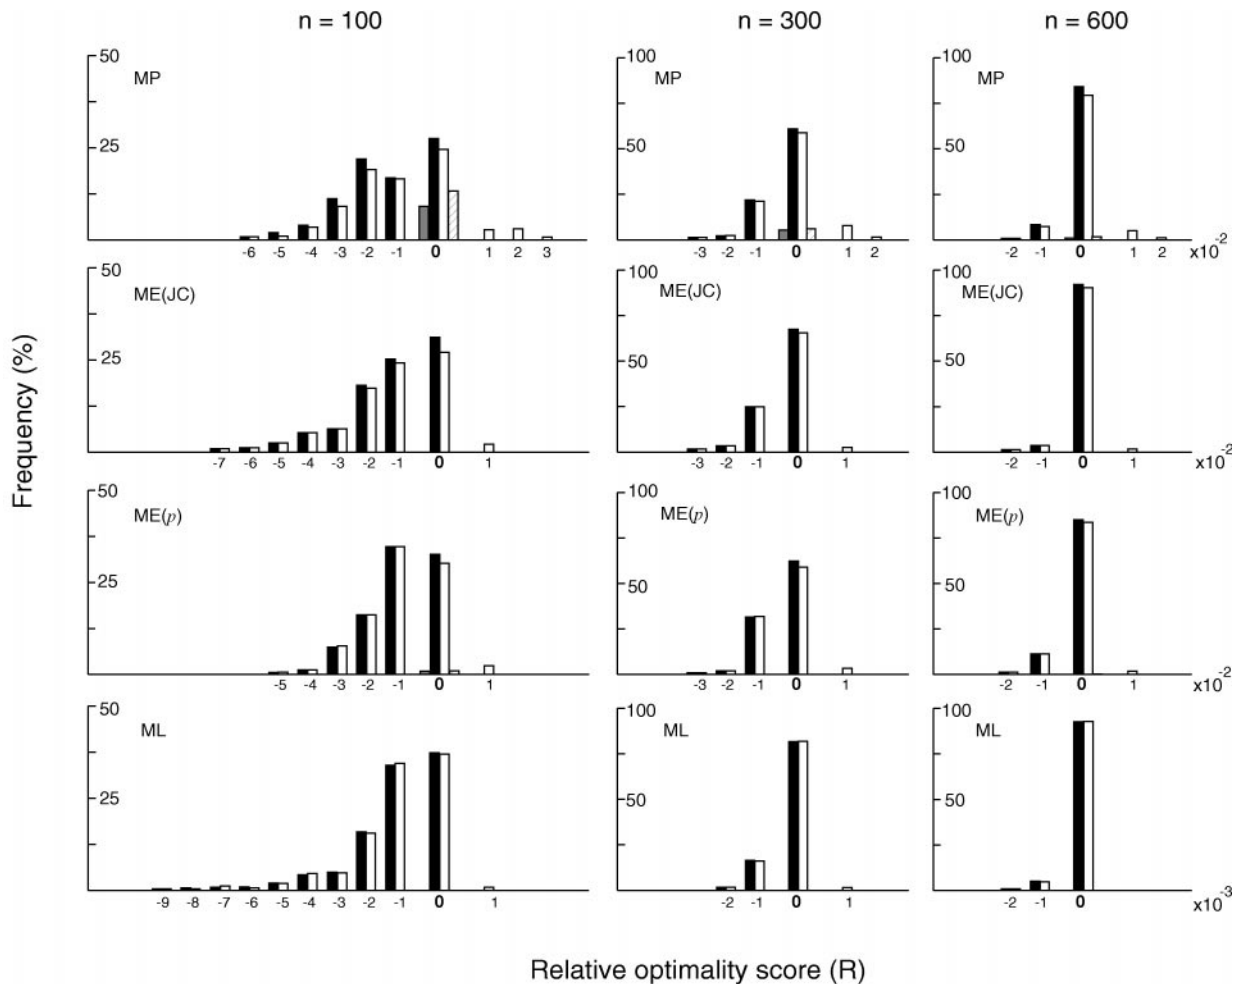 n = 100 n = 300 n = 600
50 100 100
MP MP MP
25 50 50
-6 -5 -4 -3 -2 -1 0 1 2 3 -3 -2 -1 0 1 2 -2 -1 0 1 2 x10-2
50 100 100
ME(JC) ME(JC) ME(JC)
25 50 50
-7 -6 -5 -4 -3 -2 -1 0 1 -3 -2 -1 0 1 -2 -1 0 1 x10-2
Frequency (%)
50 100 100
ME(p) ME(p) ME(p)
25 50 50
-5 -4 -3 -2 -1 0 1 -3 -2 -1 0 1 -2 -1 0 1 x10-2
50 100 100
ML ML ML
25 50 50
-9 -8 -7 -6 -5 -4 -3 -2 -1 0 1 -2 -1 0 1 -2 -1 0 x10-3
Relative optimality score (R)